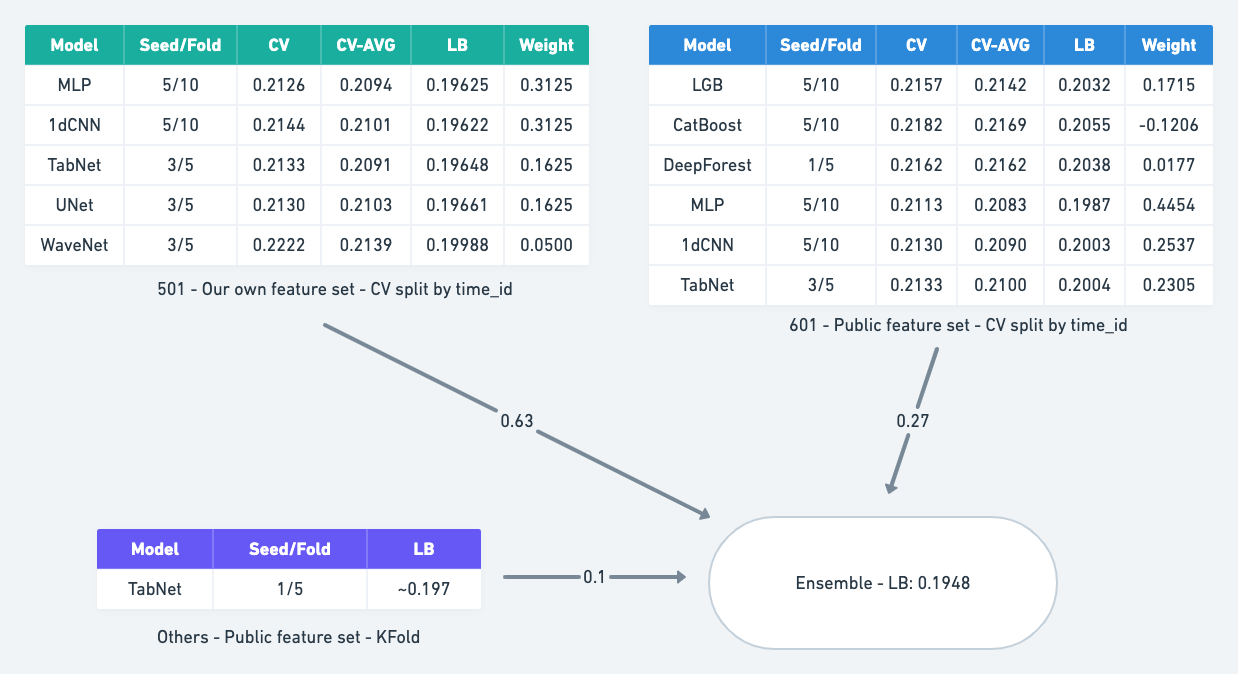 Model Seed/Fold CV CV-AVG LB Weight
MLP 5/10 0.2126 0.2094 0.19625 0.3125
1dCNN 5/10 0.2144 0.2101 0.19622 0.3125
TabNet 3/5 0.2133 0.2091 0.19648 0.1625
UNet 3/5 0.2130 0.2103 0.19661 0.1625
WaveNet 3/5 0.2222 0.2139 0.19988 0.0500
501 - Our own feature set - CV split by time_id
Model Seed/Fold CV CV-AVG LB Weight
LGB 5/10 0.2157 0.2142 0.2032 0.1715
CatBoost 5/10 0.2182 0.2169 0.2055 -0.1206
DeepForest 1/5 0.2162 0.2162 0.2038 0.0177
MLP 5/10 0.2113 0.2083 0.1987 0.4454
1dCNN 5/10 0.2130 0.2090 0.2003 0.2537
TabNet 3/5 0.2133 0.2100 0.2004 0.2305
601 - Public feature set - CV split by time_id
0.63
0.27
Model Seed/Fold LB
TabNet 1/5 ~0.197
Others - Public feature set - KFold
0.1
Ensemble - LB: 0.1948